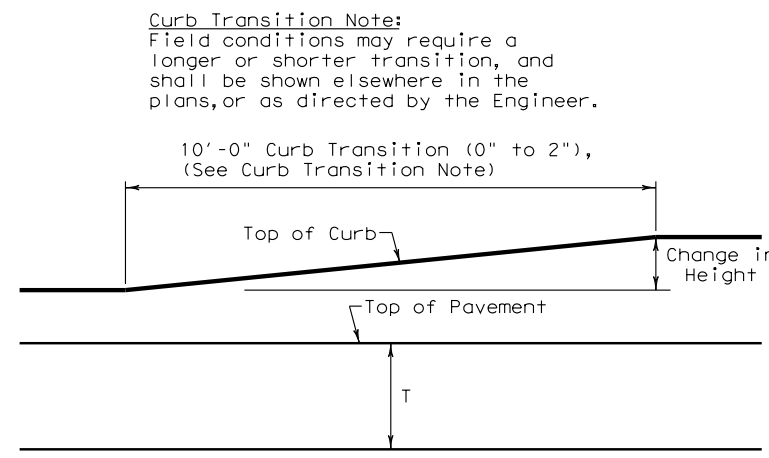 Curb Transition Note:
Field conditions may require a
longer or shorter transition, and
shall be shown elsewhere in the
plans,or as directed by the Engineer.
10'-0" Curb Transition (0" to 2"),
(See Curb Transition Note)
Top of Curb
Change in
Height
Top of Pavement
T